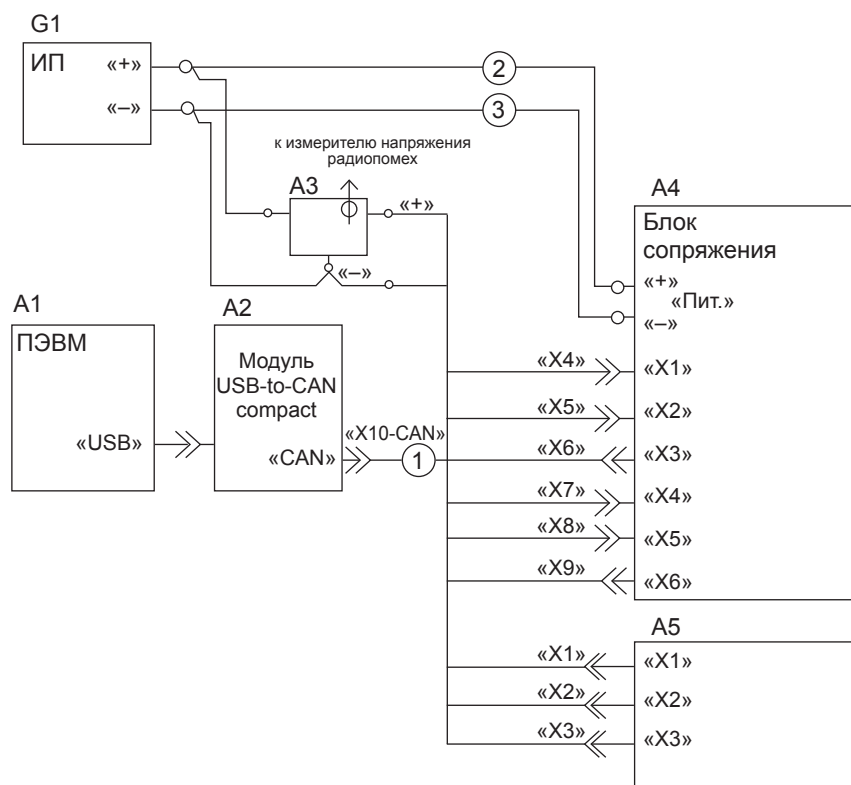 G1
ИП «+»
«–»
2
3
к измерителю напряжения
радиопомех
A3
«+»
«–»
A4
Блок
сопряжения
«+»
«Пит.»
«–»
A1
ПЭВМ
«USB»
A2
Модуль
USB-to-CAN
compact
«CAN»
«X10-CAN»
1
«X4» «X1»
«X5» «X2»
«X6» «X3»
«X7» «X4»
«X8» «X5»
«X9» «X6»
A5
«X1» «X1»
«X2» «X2»
«X3» «X3»